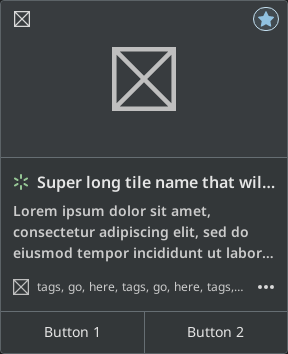 Super long tile name that wil...
Lorem ipsum dolor sit amet,
consectetur adipiscing elit, sed do
eiusmod tempor incididunt ut labor...
tags, go, here, tags, go, here, tags,...
Button 1
Button 2